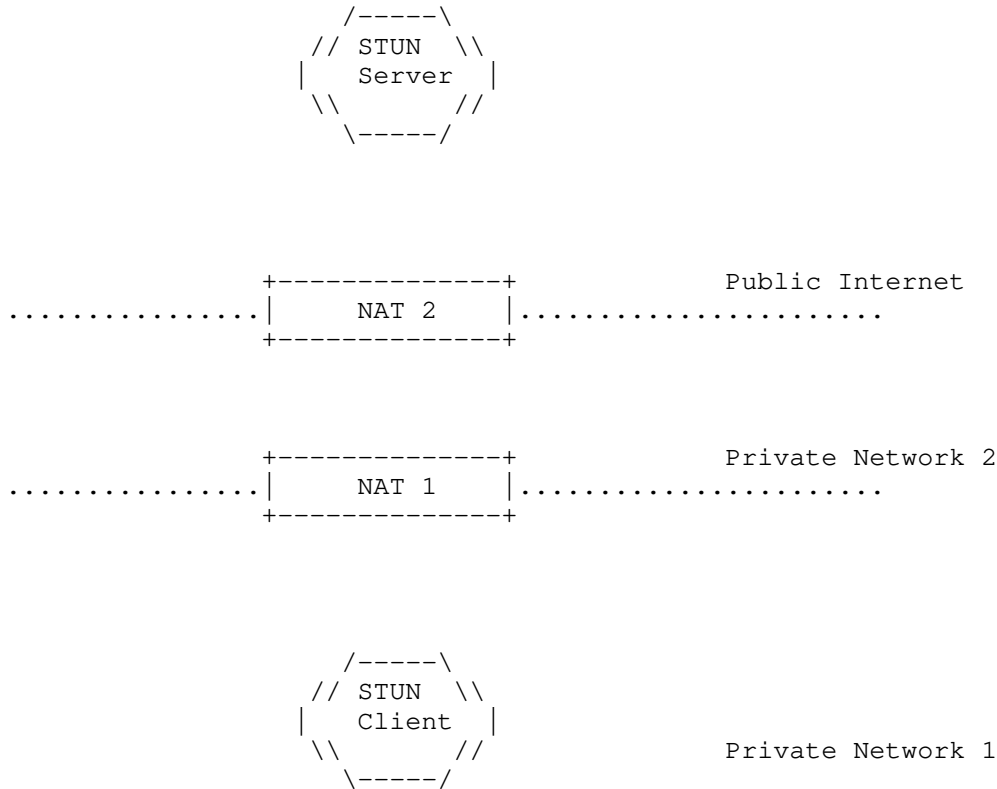 STUN
Server
Public Internet
NAT 2
Private Network 2
NAT 1
STUN
Client
Private Network 1